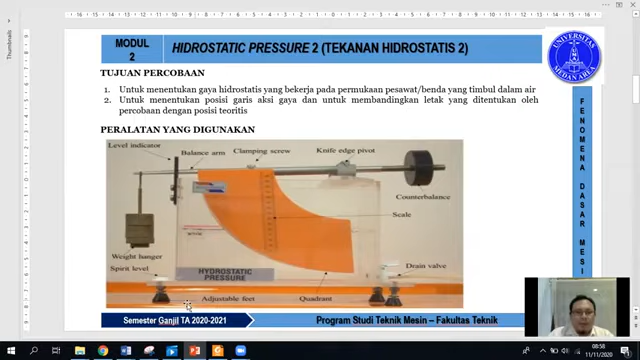 MODUL
2
HIDROSTATIC PRESSURE 2 (TEKANAN HIDROSTATIS 2)
UNIVERSITAS
MEDAN AREA
TUJUAN PERCOBAAN
1. Untuk menentukan gaya hidrostatis yang bekerja pada permukaan pesawat/benda yang timbul dalam air
2. Untuk menentukan posisi garis aksi gaya dan untuk membandingkan letak yang ditentukan oleh
percobaan dengan posisi teoritis
PERALATAN YANG DIGUNAKAN
Level indicator
Balance arm
Clamping screw
Knife edge pivot
Counterbalance
Scale
Weight hanger
Spirit level
HYDROSTATIC
PRESSURE
Drain valve
Adjustable feet
Quadrant
FENOMENA
DASAR
MESI
Semester Ganjil TA 2020-2021
Program Studi Teknik Mesin – Fakultas Teknik
Thumbnails
08:58
11/11/2020